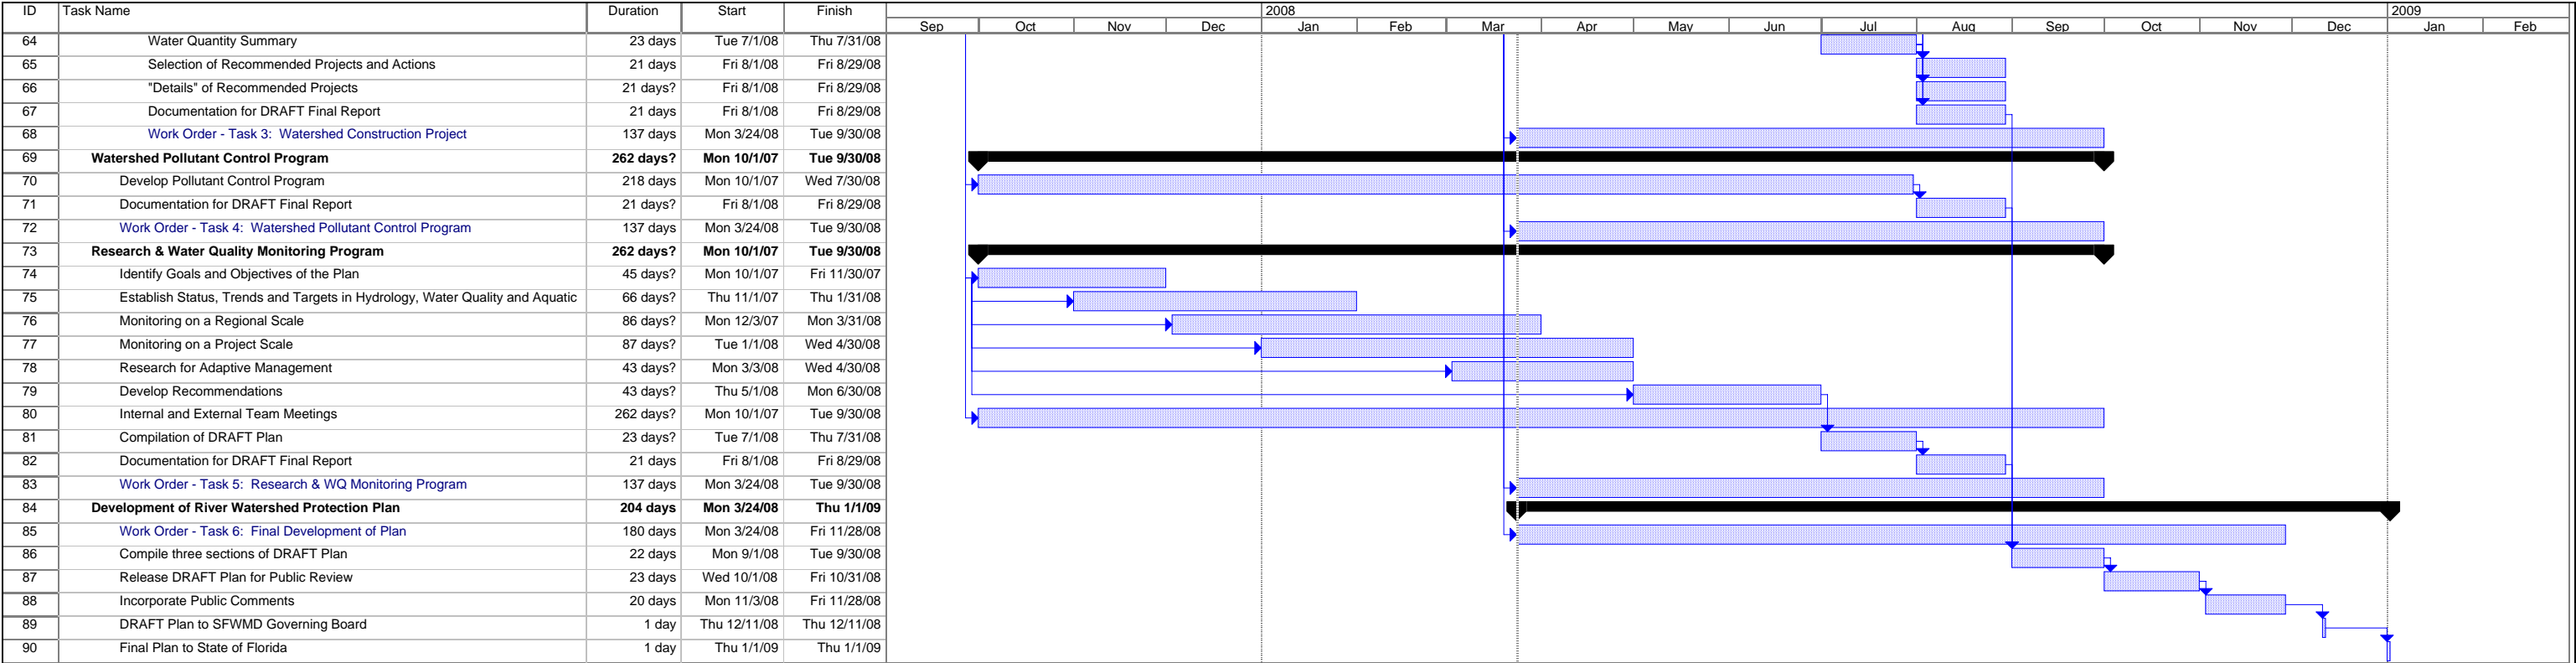 ID Task Name Duration Start Finish 2008 2009
Sep Oct Nov Dec Jan Feb Mar Apr May Jun Jul Aug Sep Oct Nov Dec Jan Feb
64 Water Quantity Summary 23 days Tue 7/1/08 Thu 7/31/08
65 Selection of Recommended Projects and Actions 21 days Fri 8/1/08 Fri 8/29/08
66 "Details" of Recommended Projects 21 days? Fri 8/1/08 Fri 8/29/08
67 Documentation for DRAFT Final Report 21 days Fri 8/1/08 Fri 8/29/08
68 Work Order - Task 3: Watershed Construction Project 137 days Mon 3/24/08 Tue 9/30/08
69 Watershed Pollutant Control Program 262 days? Mon 10/1/07 Tue 9/30/08
70 Develop Pollutant Control Program 218 days Mon 10/1/07 Wed 7/30/08
71 Documentation for DRAFT Final Report 21 days? Fri 8/1/08 Fri 8/29/08
72 Work Order - Task 4: Watershed Pollutant Control Program 137 days Mon 3/24/08 Tue 9/30/08
73 Research & Water Quality Monitoring Program 262 days? Mon 10/1/07 Tue 9/30/08
74 Identify Goals and Objectives of the Plan 45 days? Mon 10/1/07 Fri 11/30/07
75 Establish Status, Trends and Targets in Hydrology, Water Quality and Aquatic 66 days? Thu 11/1/07 Thu 1/31/08
76 Monitoring on a Regional Scale 86 days? Mon 12/3/07 Mon 3/31/08
77 Monitoring on a Project Scale 87 days? Tue 1/1/08 Wed 4/30/08
78 Research for Adaptive Management 43 days? Mon 3/3/08 Wed 4/30/08
79 Develop Recommendations 43 days? Thu 5/1/08 Mon 6/30/08
80 Internal and External Team Meetings 262 days? Mon 10/1/07 Tue 9/30/08
81 Compilation of DRAFT Plan 23 days? Tue 7/1/08 Thu 7/31/08
82 Documentation for DRAFT Final Report 21 days Fri 8/1/08 Fri 8/29/08
83 Work Order - Task 5: Research & WQ Monitoring Program 137 days Mon 3/24/08 Tue 9/30/08
84 Development of River Watershed Protection Plan 204 days Mon 3/24/08 Thu 1/1/09
85 Work Order - Task 6: Final Development of Plan 180 days Mon 3/24/08 Fri 11/28/08
86 Compile three sections of DRAFT Plan 22 days Mon 9/1/08 Tue 9/30/08
87 Release DRAFT Plan for Public Review 23 days Wed 10/1/08 Fri 10/31/08
88 Incorporate Public Comments 20 days Mon 11/3/08 Fri 11/28/08
89 DRAFT Plan to SFWMD Governing Board 1 day Thu 12/11/08 Thu 12/11/08
90 Final Plan to State of Florida 1 day Thu 1/1/09 Thu 1/1/09